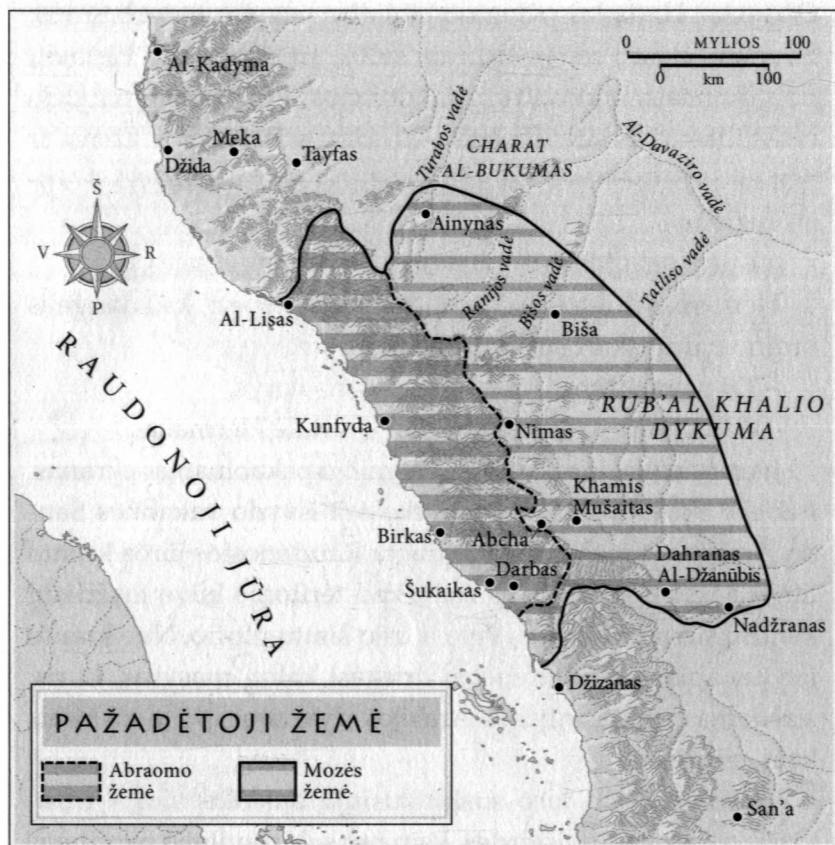 0 MYLIOS 100
0 km 100
Al-Kadyma
Meka
Džida
Tayfas
Turabos vadė
CHARAT
AL-BUKUMAS
Al-Davaziro vadė
Š
V R
P
Ainynas
Ranijos vadė
Bišos vadė
Tatliso vadė
Al-Lisas
Biša
RAUDONOJI JŪRA
RUB'AL KHALIO
DYKUMA
Kunfyda
Nimas
Khamis
Mušaitas
Birkas
Abcha
Dahranas
Al-Džanūbis
Šukaikas
Darbas
Nadžranas
Džizanas
PAŽADĖTOJI ŽEMĖ
Abraomo
žemė
Mozės
žemė
San'a